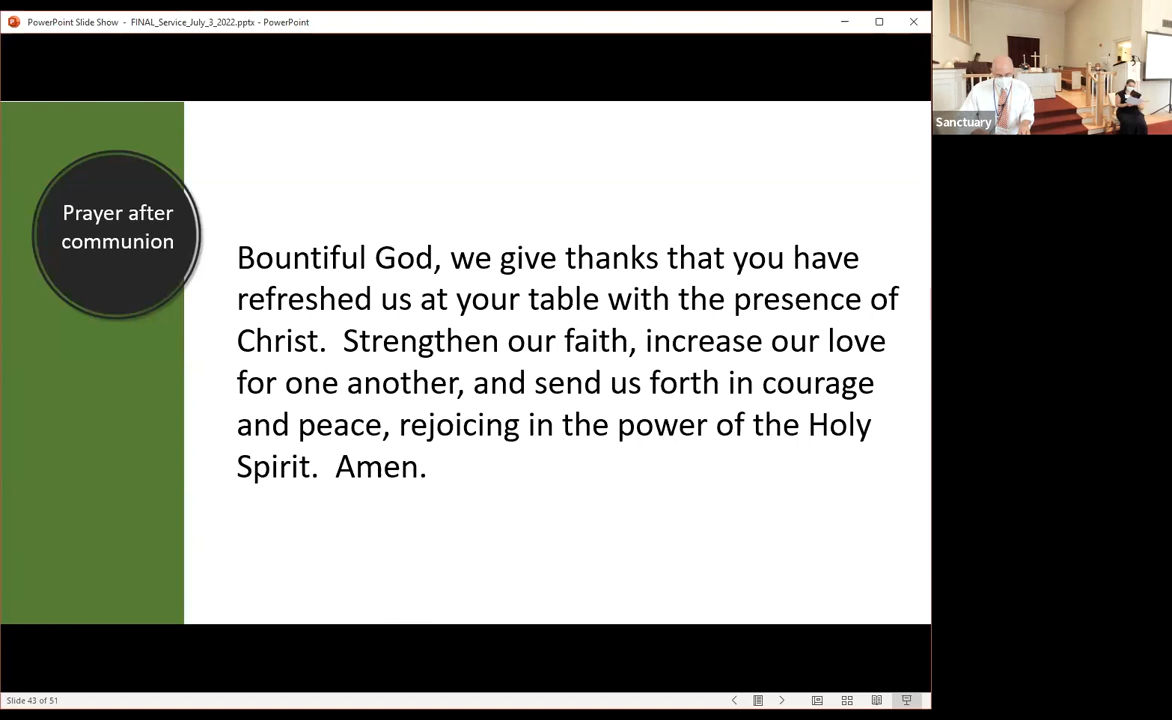 PowerPoint Slide Show - FINAL_Service_July_3_2022.pptx - PowerPoint
Sanctuary
Prayer after
communion
Bountiful God, we give thanks that you have
refreshed us at your table with the presence of
Christ.  Strengthen our faith, increase our love
for one another, and send us forth in courage
and peace, rejoicing in the power of the Holy
Spirit.  Amen.
Slide 43 of 51